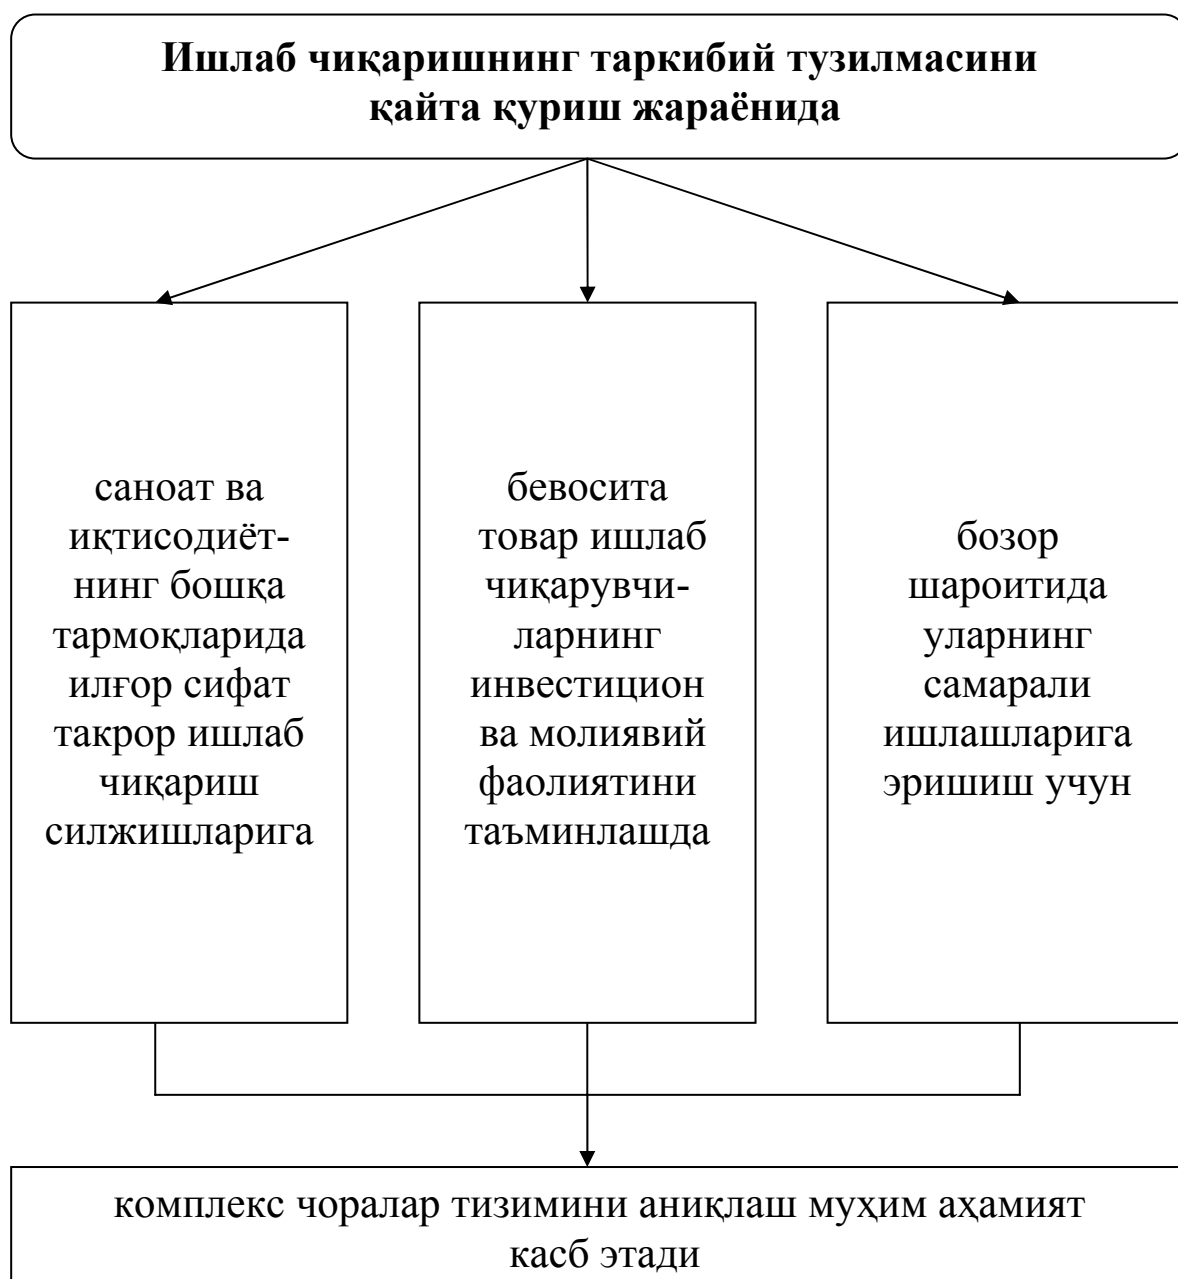 Ишлаб чиқаришнинг таркибий тузилмасини
қайта қуриш жараёнида
саноат ва
иқтисодиёт-
нинг бошқа
тармоқларида
илғор сифат
такрор ишлаб
чиқариш
силжишларига
бевосита
товар ишлаб
чиқарувчи-
ларнинг
инвестицион
ва молиявий
фаолиятини
таъминлашда
бозор
шароитида
уларнинг
самарали
ишлашларига
эришиш учун
комплекс чоралар тизимини аниқлаш муҳим аҳамият
касб этади